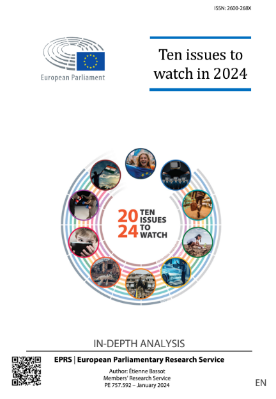 ISSN: 2600-268X
European Parliament
Ten issues to
watch in 2024
20 TEN
ISSUES
24 TO
WATCH
IN-DEPTH ANALYSIS
EPRS | European Parliamentary Research Service
Author: Étienne Bassot
Members' Research Service
PE 757.592 – January 2024
EN